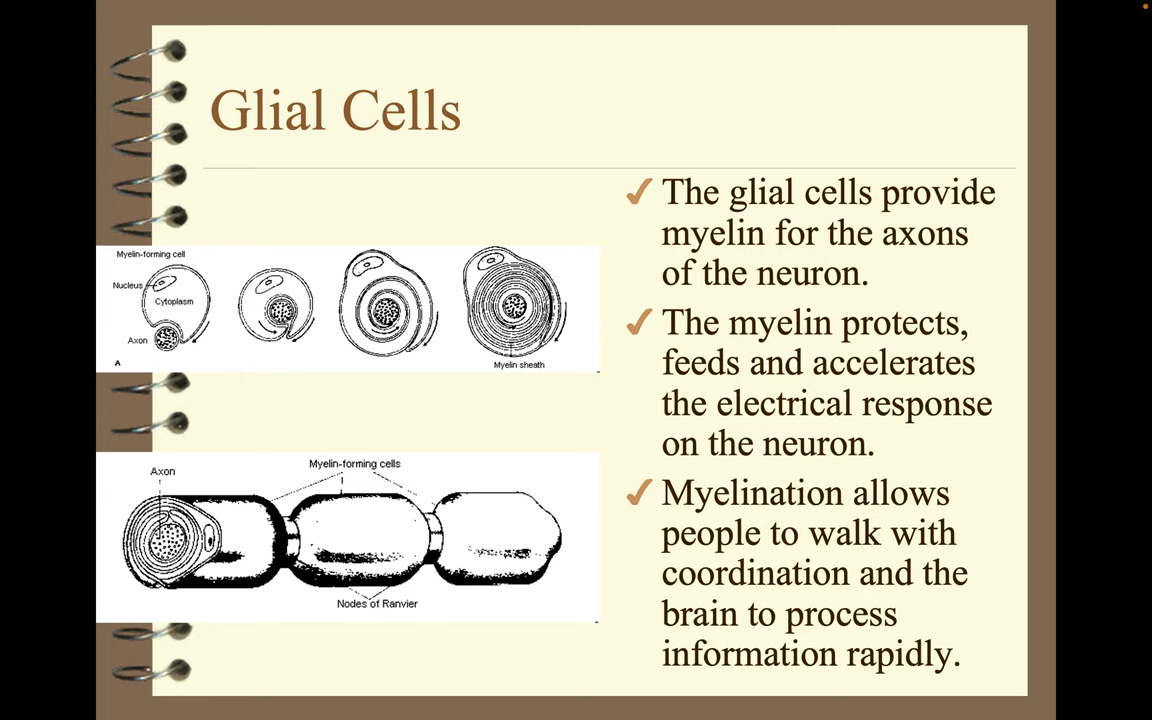 Glial Cells
Myelin-forming cell
Nucleus
Cytoplasm
Axon
A
Myelin sheath
Axon
Myelin-forming cells
Nodes of Ranvier
✓ The glial cells provide
myelin for the axons
of the neuron.
✓ The myelin protects,
feeds and accelerates
the electrical response
on the neuron.
✓ Myelination allows
people to walk with
coordination and the
brain to process
information rapidly.